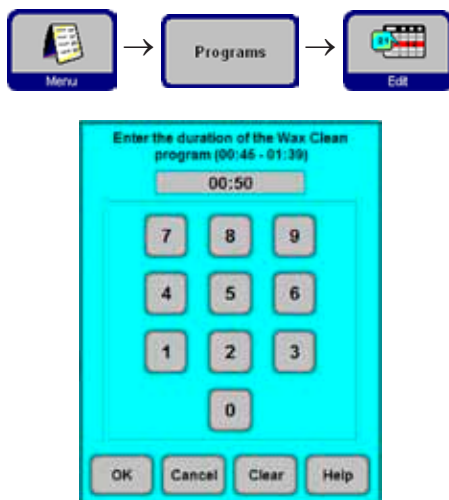 Menu → Programs → Edit
Enter the duration of the Wax Clean
program (00:45 - 01:39)
00:50
7 8 9
4 5 6
1 2 3
0
OK Cancel Clear Help